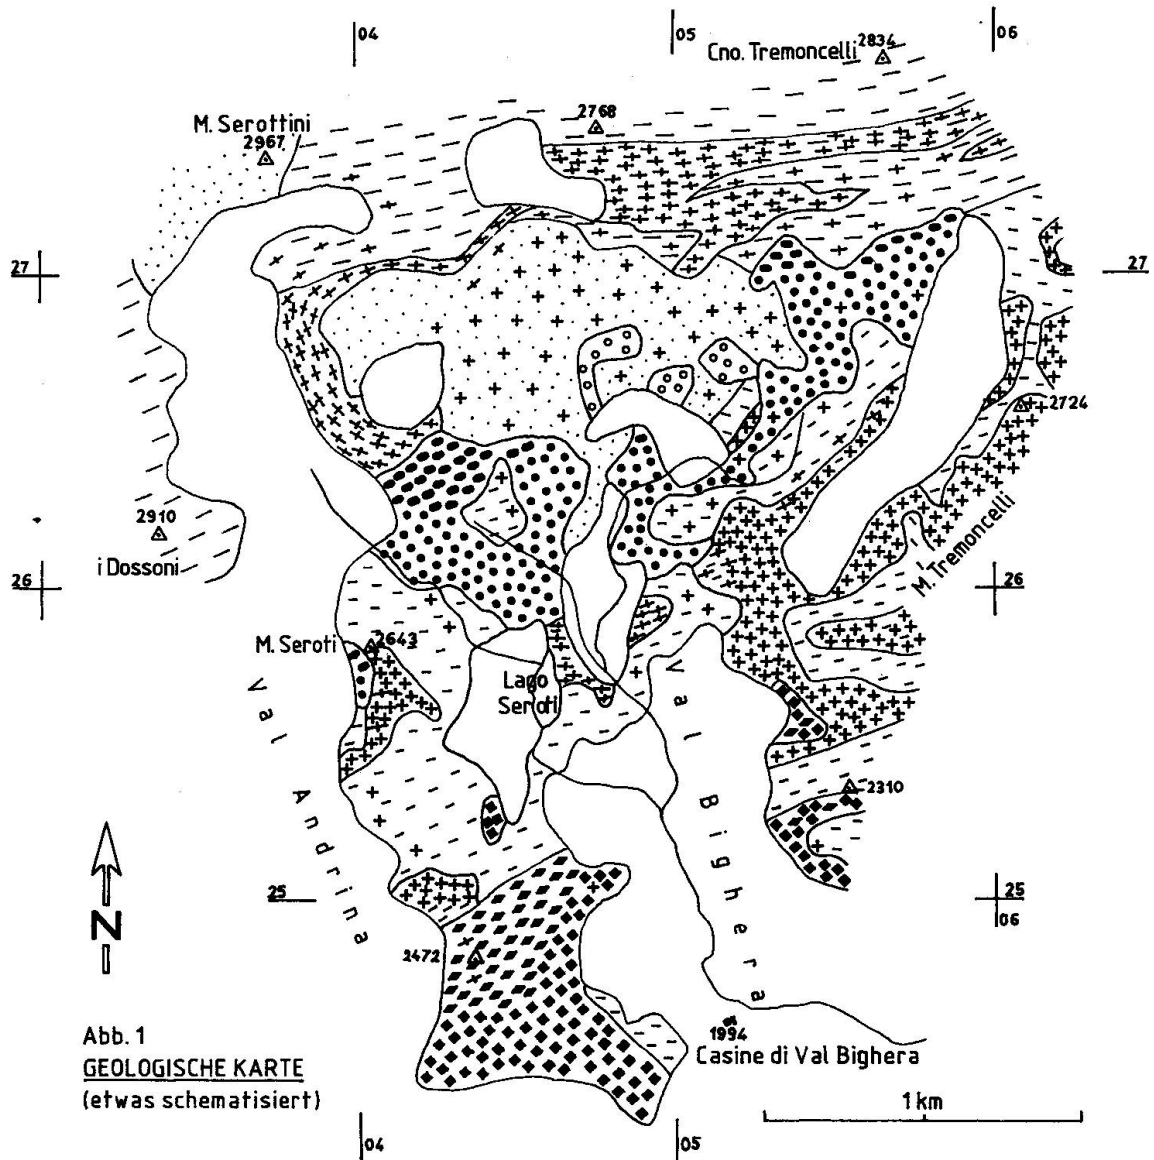 04
05
06
Cno. Tremoncelli 2834
2768
M. Serottini
2967
27
27
2724
2910
i Dossoni
26
26
M. Tremoncelli
M. Seroti
2643
Lago
Seroti
Val Andrina
Val Bighera
2310
25
25
06
N
2472
1994
Casine di Val Bighera
Abb. 1
GEOLOGISCHE KARTE
(etwas schematisiert)
1 km
04
05